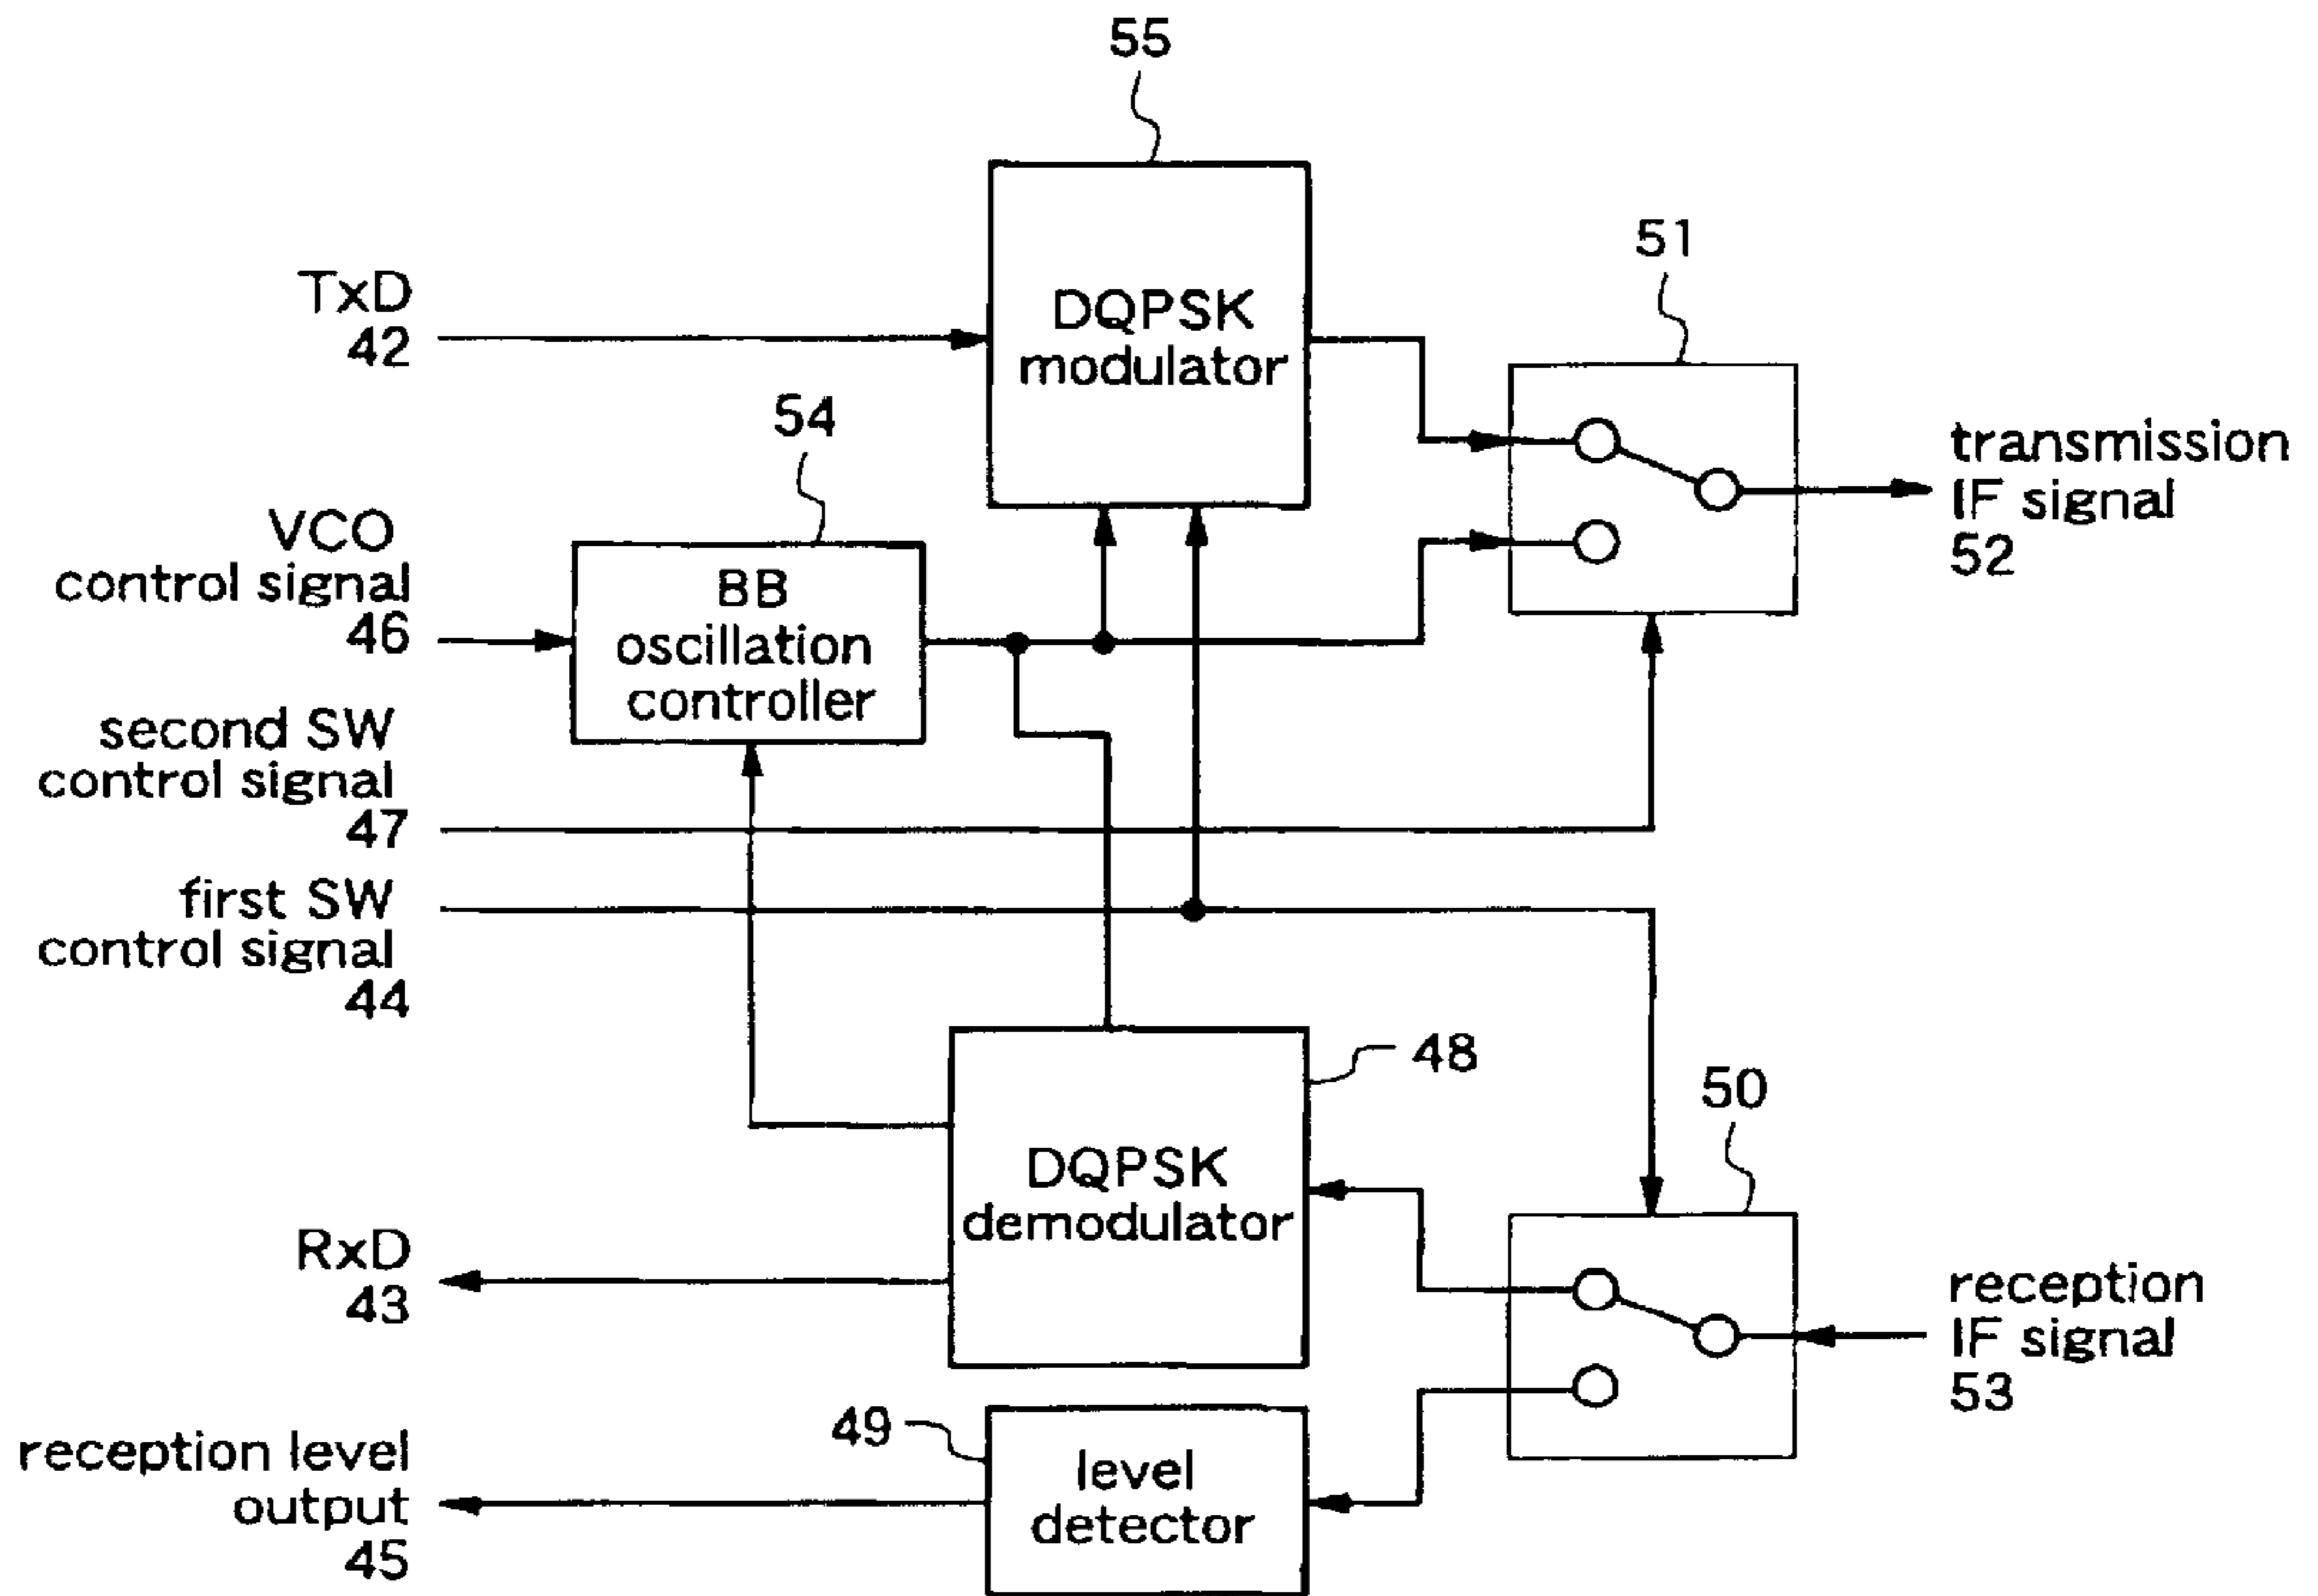 55
51
TxD
42
DQPSK
modulator
54
transmission
IF signal
52
VCO
control signal
46
BB
oscillation
controller
second SW
control signal
47
first SW
control signal
44
48
50
DQPSK
demodulator
RxD
43
reception
IF signal
53
49
reception level
output
45
level
detector